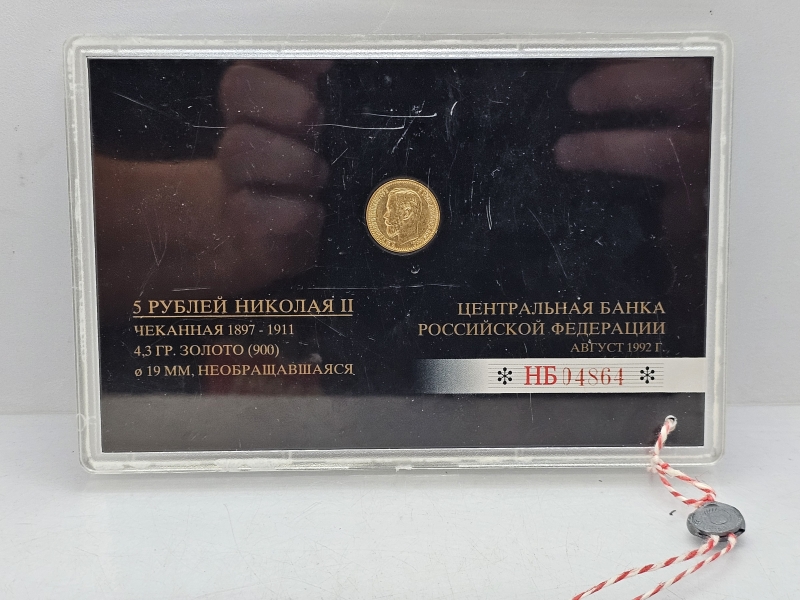 5 РУБЛЕЙ НИКОЛАЯ II
ЧЕКАННАЯ 1897 - 1911
4,3 ГР. ЗОЛОТО (900)
ø 19 ММ, НЕОБРАЩАВШАЯСЯ
ЦЕНТРАЛЬНАЯ БАНКА
РОССИЙСКОЙ ФЕДЕРАЦИИ
АВГУСТ 1992 Г.
* НБ 04864 *